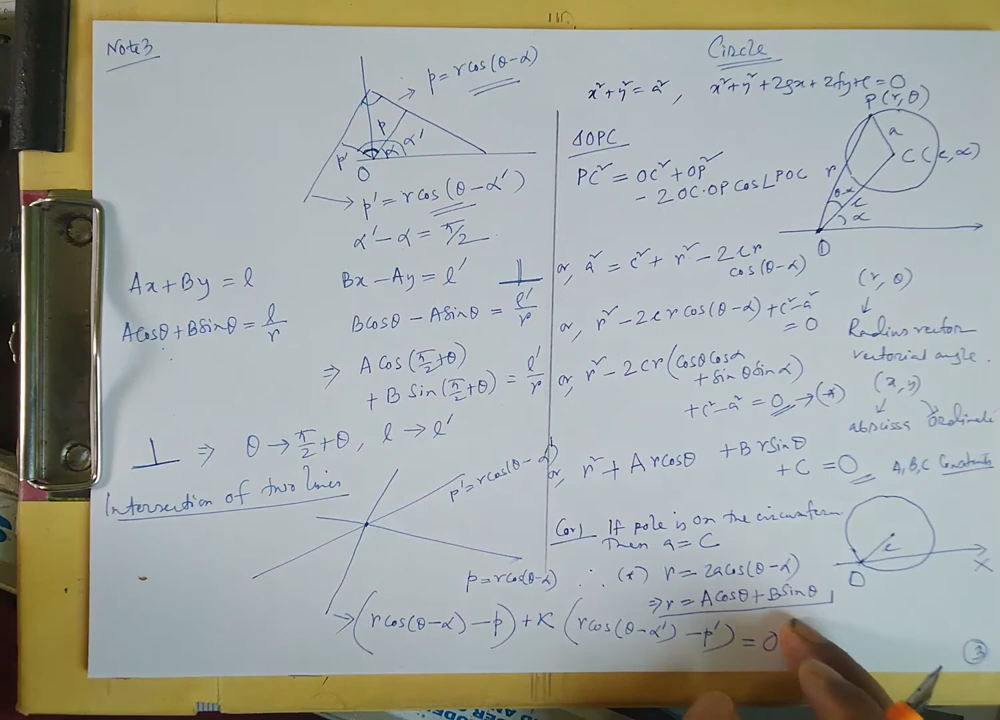 Note 3
p = r cos(θ-α)
p
p'
α
α'
O
p' = r cos(θ-α')
α' - α = π/2
Ax + By = l
Bx - Ay = l'
A cosθ + B sinθ = l/r
B cosθ - A sinθ = l'/r
⇒ A cos(π/2+θ)
+ B sin(π/2+θ) = l'/r
⊥ ⇒ θ → π/2+θ, l → l'
Intersection of two lines
p' = r cos(θ-α')
p = r cos(θ-α)
→ (r cos(θ-α) - p) + K (r cos(θ-α') - p') = 0
Circle
x² + y² = a², x² + y² + 2gx + 2fy + c = 0
P(r, θ)
a
C(c, α)
r
θ-α
c
α
O
ΔOPC
PC² = OC² + OP²
- 2OC·OP cos∠POC
or, a² = c² + r² - 2cr
cos(θ-α)
or, r² - 2cr cos(θ-α) + c² - a²
= 0
or, r² - 2cr(cosθ cosα
+ sinθ sinα)
+ c² - a² = 0 → (*)
or, r² + A r cosθ + B r sinθ
+ C = 0
A, B, C Constants
(r, θ)
↓
Radius vector
vectorial angle.
(x, y)
abscissa ordinate
Cor) If pole is on the circumfern
Then a = c
∴ (*) r = 2a cos(θ-α)
⇒ r = A cosθ + B sinθ
c
O
X
3